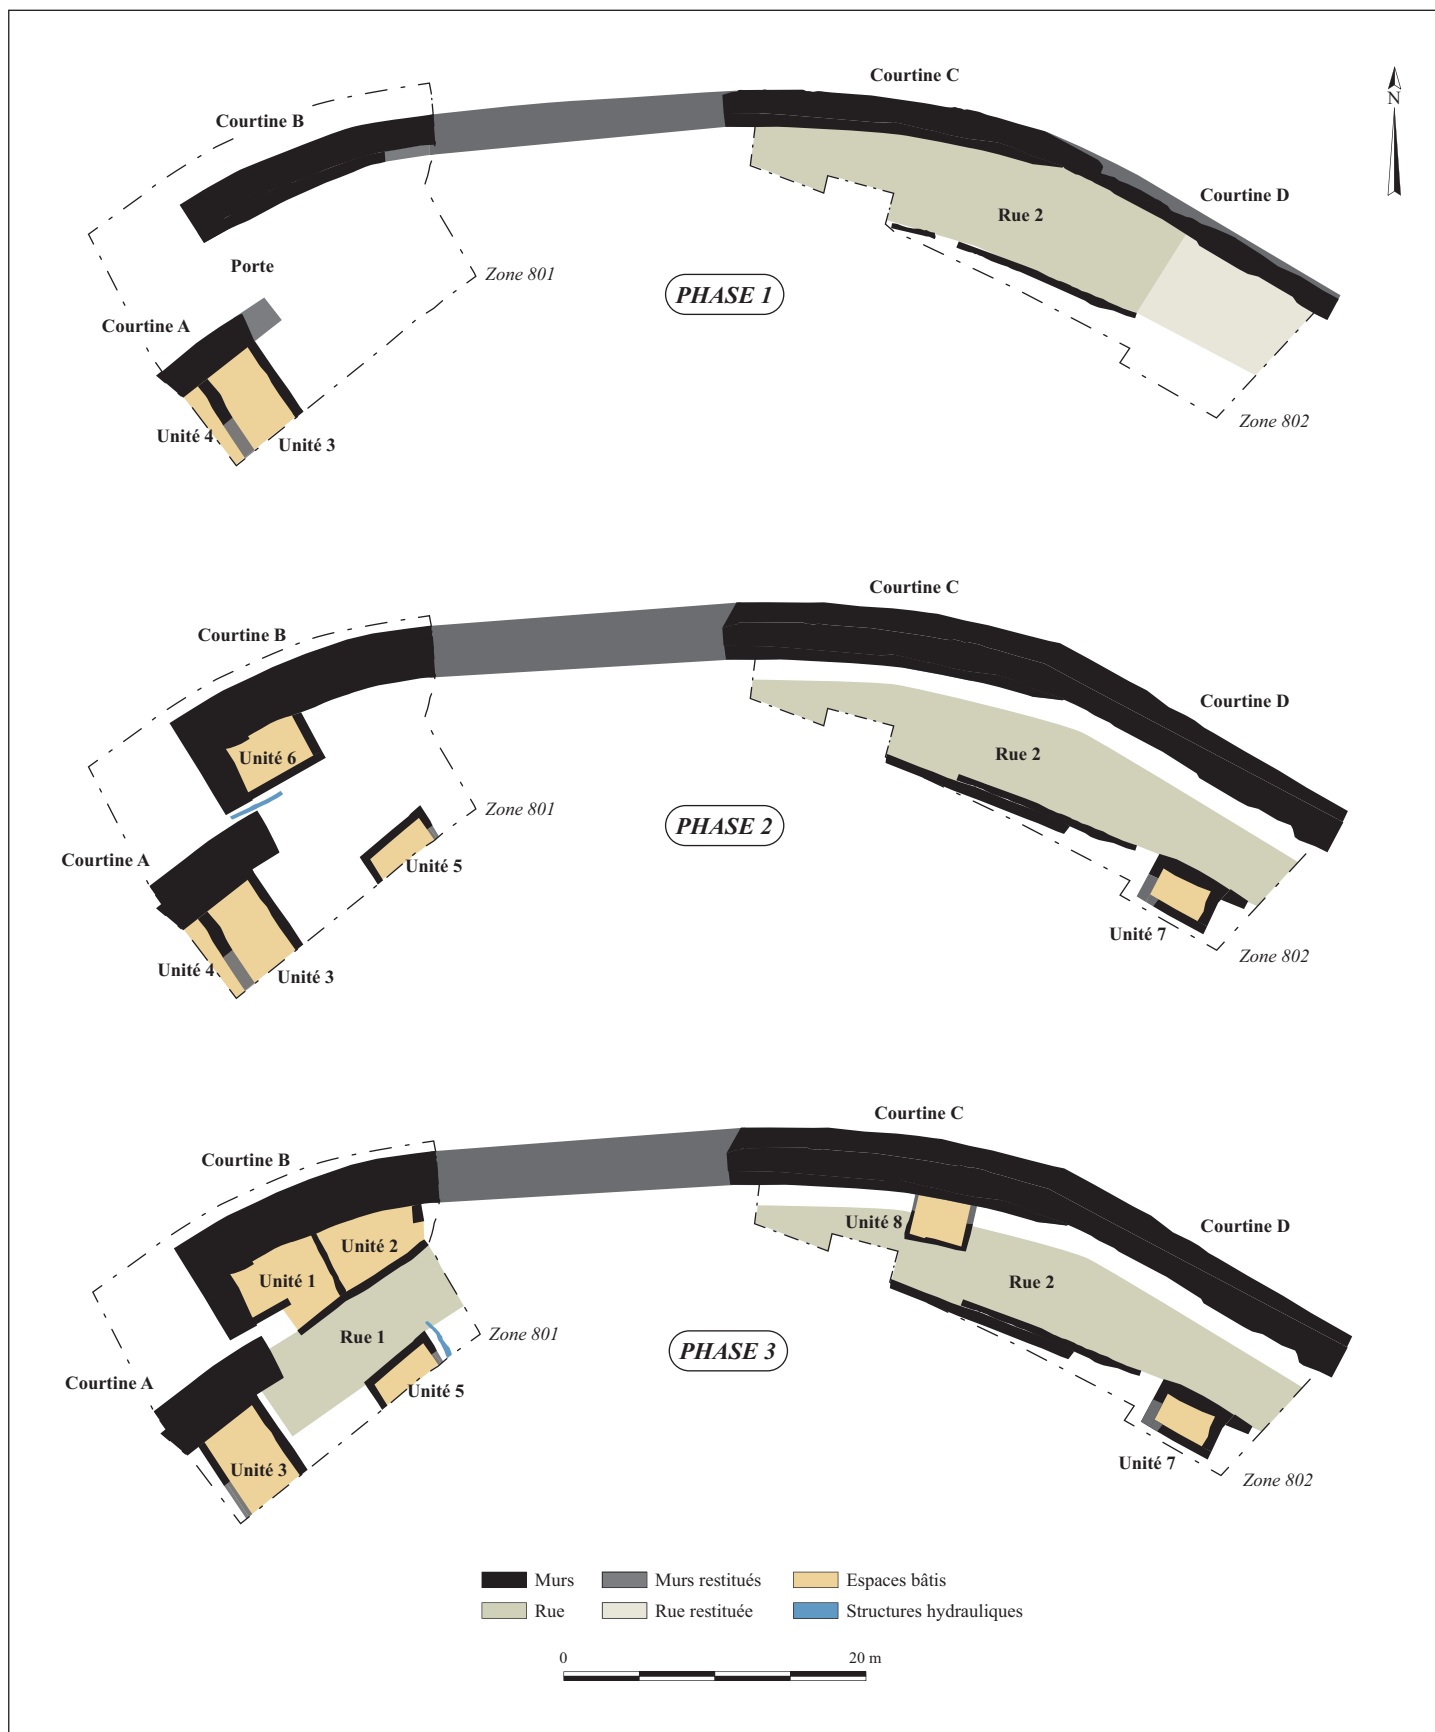 Courtine C
N
Courtine B
Courtine D
Rue 2
Porte
Zone 801
PHASE 1
Courtine A
Zone 802
Unité 4
Unité 3
Courtine C
Courtine B
Courtine D
Unité 6
Rue 2
Zone 801
PHASE 2
Courtine A
Unité 5
Unité 7
Zone 802
Unité 4
Unité 3
Courtine C
Courtine B
Unité 8
Courtine D
Unité 2
Unité 1
Rue 2
Rue 1
Zone 801
PHASE 3
Courtine A
Unité 5
Unité 3
Unité 7
Zone 802
Murs
Murs restitués
Espaces bâtis
Rue
Rue restituée
Structures hydrauliques
0
20 m